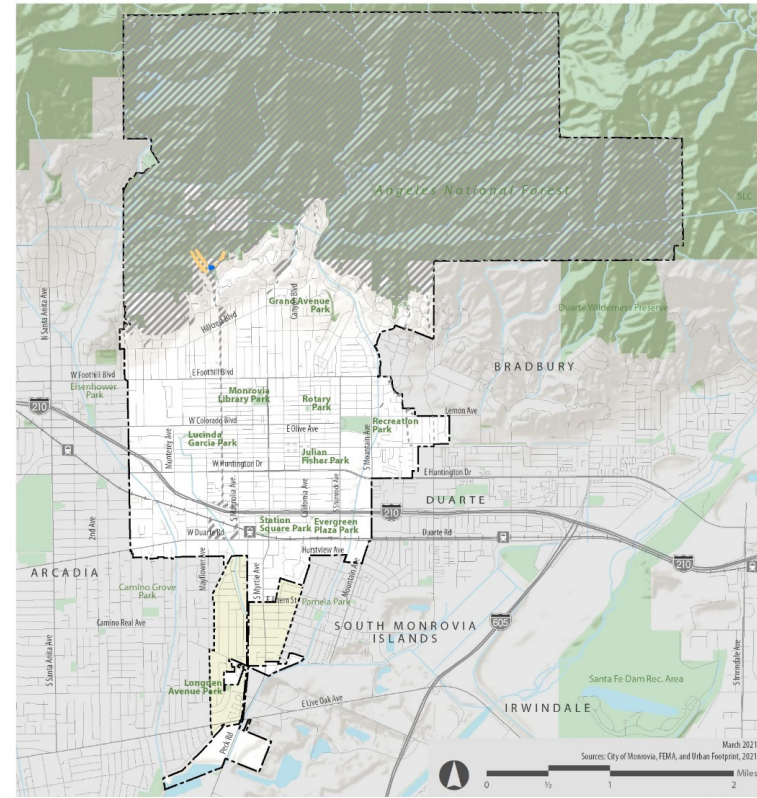 Angeles National Forest
SLC
Duarte Wilderness Preserve
N Santa Anita Ave
Grand Avenue
Park
Canyon Blvd
Hillcrest Blvd
BRADBURY
W Foothill Blvd
E Foothill Blvd
Eisenhower
Park
Monrovia
Library Park
Rotary
Park
Lemon Ave
210
W Colorado Blvd
E Olive Ave
Recreation
Park
Lucinda
Garcia Park
Monterey Ave
S Mountain Ave
Julian
Fisher Park
W Huntington Dr
E Huntington Dr
S Magnolia Ave
California Ave
S Shamrock Ave
DUARTE
2nd Ave
Station
Square Park
Evergreen
Plaza Park
210
W Duarte Rd
Duarte Rd
Hurstview Ave
210
ARCADIA
Mayflower Ave
S Myrtle Ave
Mountain Ave
Camino Grove
Park
Pamela Park
Camino Real Ave
SOUTH MONROVIA
ISLANDS
605
S Santa Anita Ave
S Irwindale Ave
Longden
Avenue Park
Santa Fe Dam Rec. Area
E Live Oak Ave
IRWINDALE
Peck Rd
March 2021
Sources: City of Monrovia, FEMA, and Urban Footprint, 2021
Miles
0 ½ 1 2